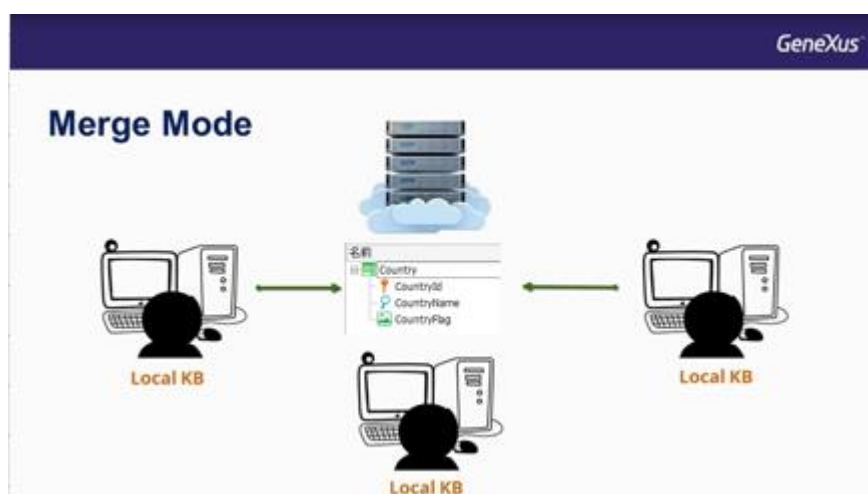 GeneXus
Merge Mode
名前
Country
CountryId
CountryName
CountryFlag
Local KB
Local KB
Local KB